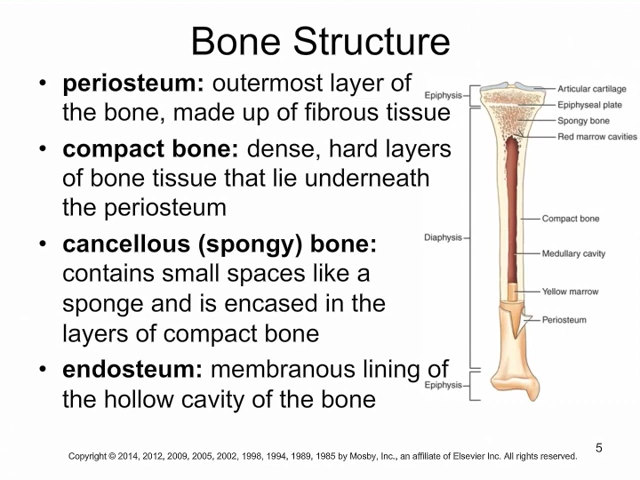 Bone Structure
• periosteum: outermost layer of
the bone, made up of fibrous tissue
• compact bone: dense, hard layers
of bone tissue that lie underneath
the periosteum
• cancellous (spongy) bone:
contains small spaces like a
sponge and is encased in the
layers of compact bone
• endosteum: membranous lining of
the hollow cavity of the bone
Epiphysis
Diaphysis
Epiphysis
Articular cartilage
Epiphyseal plate
Spongy bone
Red marrow cavities
Compact bone
Medullary cavity
Yellow marrow
Periosteum
5
Copyright © 2014, 2012, 2009, 2005, 2002, 1998, 1994, 1989, 1985 by Mosby, Inc., an affiliate of Elsevier Inc. All rights reserved.